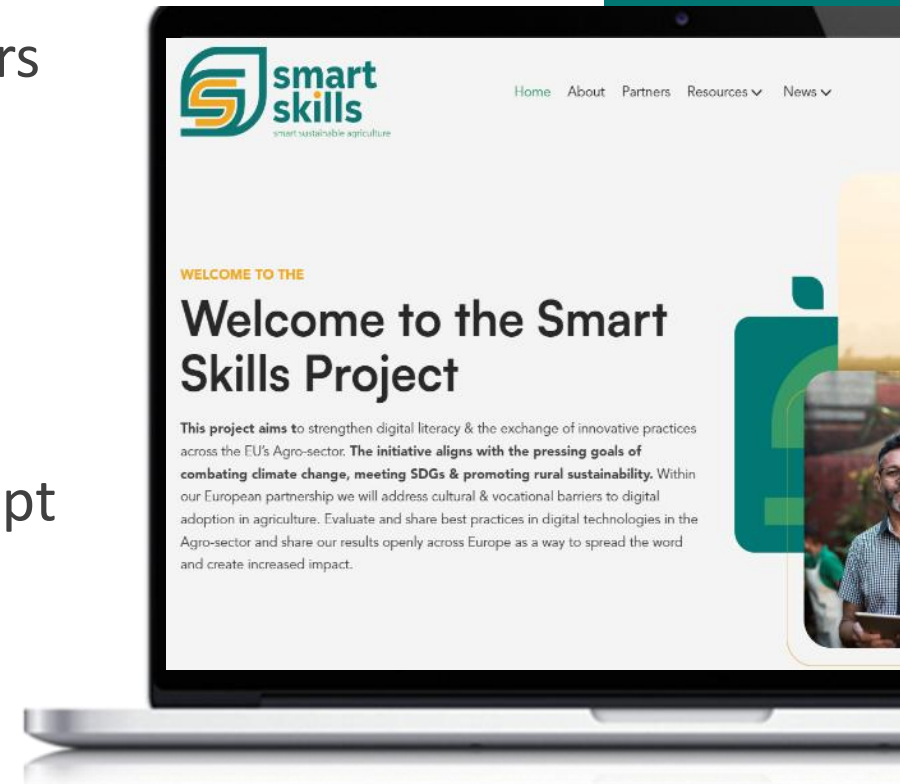 rs
pt
smart
skills
smart sustainable agriculture
Home About Partners Resources News
WELCOME TO THE
Welcome to the Smart
Skills Project
This project aims to strengthen digital literacy & the exchange of innovative practices
across the EU's Agro-sector. The initiative aligns with the pressing goals of
combating climate change, meeting SDGs & promoting rural sustainability. Within
our European partnership we will address cultural & vocational barriers to digital
adoption in agriculture. Evaluate and share best practices in digital technologies in the
Agro-sector and share our results openly across Europe as a way to spread the word
and create increased impact.